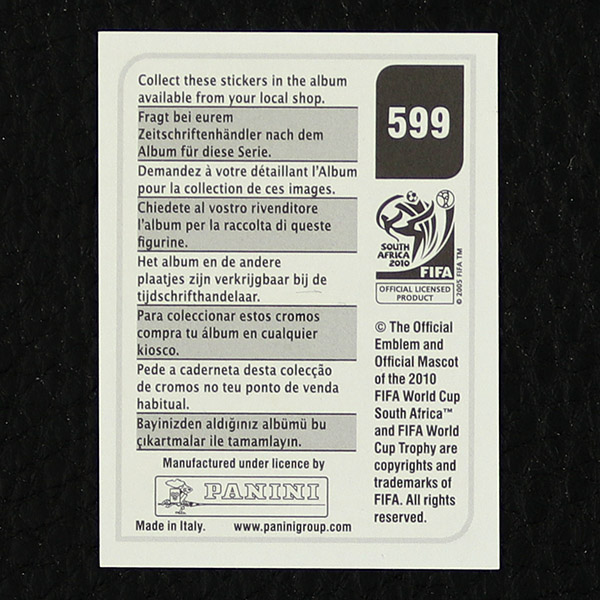 Collect these stickers in the album
available from your local shop.
Fragt bei eurem
Zeitschriftenhändler nach dem
Album für diese Serie.
Demandez à votre détaillant l'Album
pour la collection de ces images.
Chiedete al vostro rivenditore
l'album per la raccolta di queste
figurine.
Het album en de andere
plaatjes zijn verkrijgbaar bij de
tijdschrifthandelaar.
Para coleccionar estos cromos
compra tu álbum en cualquier
kiosco.
Pede a caderneta desta colecção
de cromos no teu ponto de venda
habitual.
Bayinizden aldığınız albümü bu
çıkartmalar ile tamamlayın.
Manufactured under licence by
PANINI
Made in Italy. www.paninigroup.com
599
SOUTH
AFRICA
2010
FIFA
OFFICIAL LICENSED
PRODUCT
© 2005 FIFA TM
© The Official
Emblem and
Official Mascot
of the 2010
FIFA World Cup
South Africa™
and FIFA World
Cup Trophy are
copyrights and
trademarks of
FIFA. All rights
reserved.